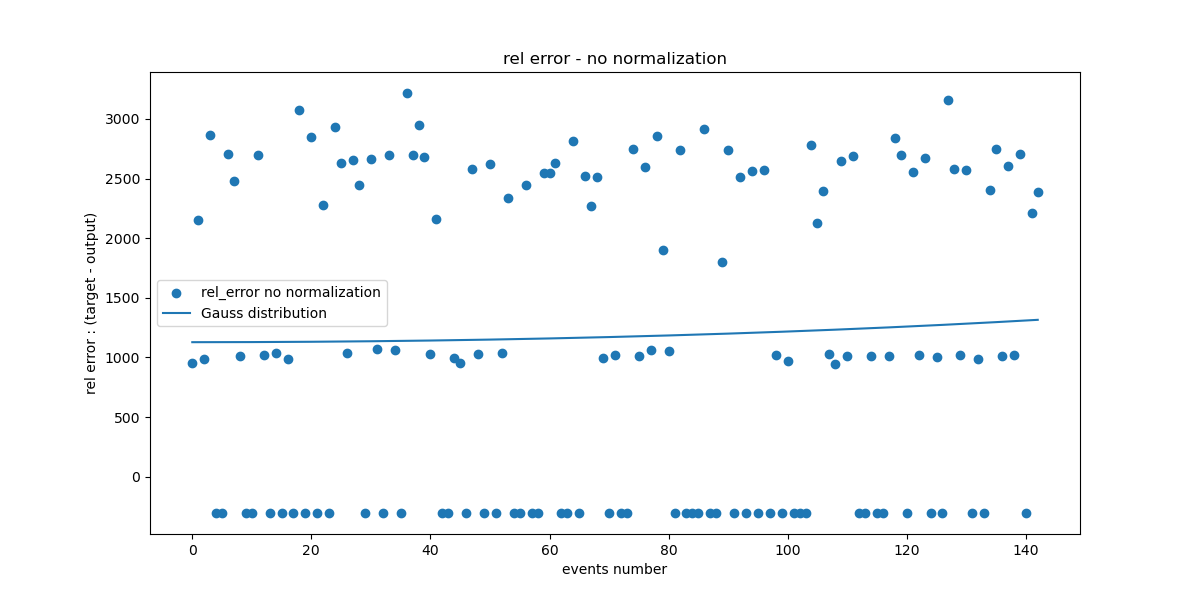 rel error - no normalization
rel error : (target - output)
3000
2500
2000
1500
1000
500
0
rel_error no normalization
Gauss distribution
0 20 40 60 80 100 120 140
events number